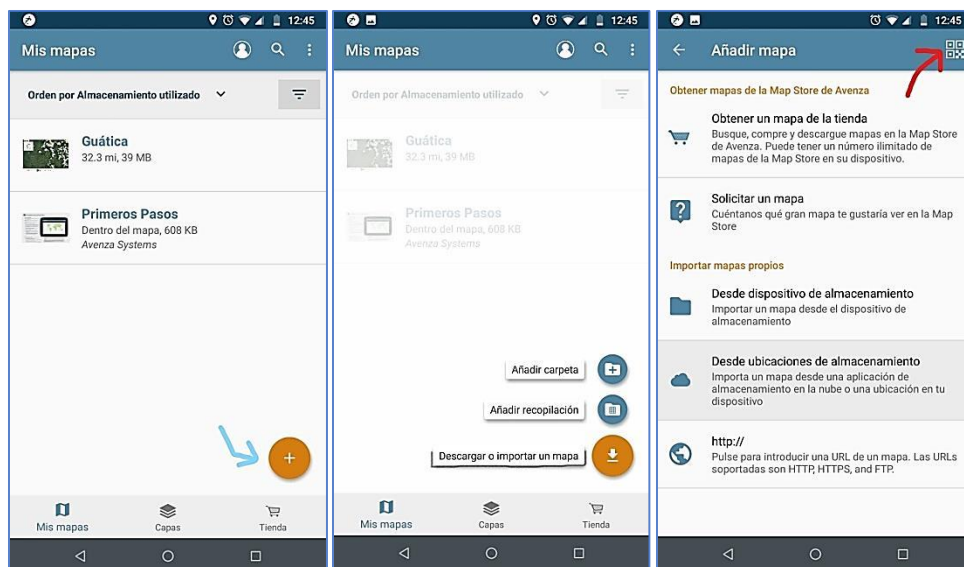 12:45
Mis mapas
Orden por Almacenamiento utilizado
Guática
32.3 mi, 39 MB
Primeros Pasos
Dentro del mapa, 608 KB
Avenza Systems
Mis mapas
Capas
Tienda
12:45
Mis mapas
Orden por Almacenamiento utilizado
Guática
32.3 mi, 39 MB
Primeros Pasos
Dentro del mapa, 608 KB
Avenza Systems
Añadir carpeta
Añadir recopilación
Descargar o importar un mapa
Mis mapas
Capas
Tienda
12:45
Añadir mapa
Obtener mapas de la Map Store de Avenza
Obtener un mapa de la tienda
Busque, compre y descargue mapas en la Map Store
de Avenza. Puede tener un número ilimitado de
mapas de la Map Store en su dispositivo.
Solicitar un mapa
Cuéntanos qué gran mapa te gustaría ver en la Map
Store
Importar mapas propios
Desde dispositivo de almacenamiento
Importar un mapa desde el dispositivo de
almacenamiento
Desde ubicaciones de almacenamiento
Importa un mapa desde una aplicación de
almacenamiento en la nube o una ubicación en tu
dispositivo
http://
Pulse para introducir una URL de un mapa. Las URLs
soportadas son HTTP, HTTPS, and FTP.